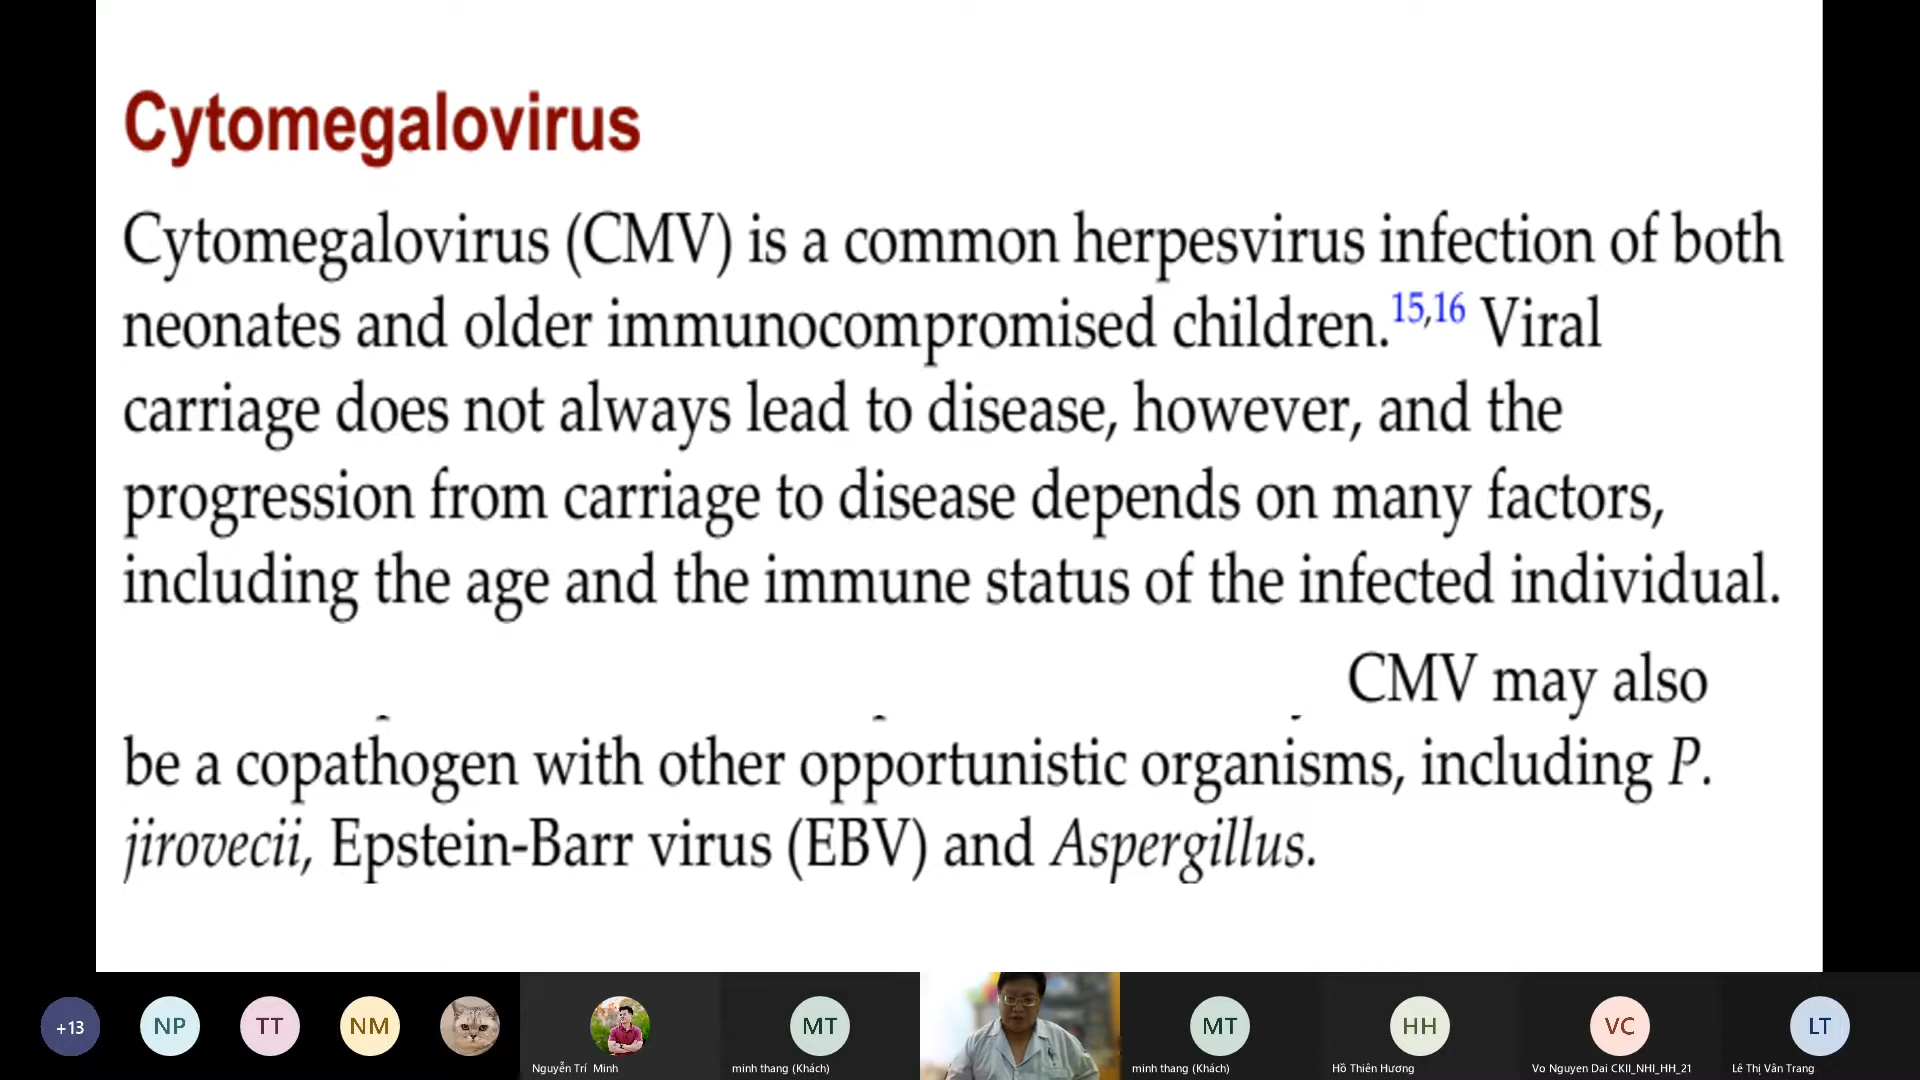 Cytomegalovirus
Cytomegalovirus (CMV) is a common herpesvirus infection of both
neonates and older immunocompromised children.15,16 Viral
carriage does not always lead to disease, however, and the
progression from carriage to disease depends on many factors,
including the age and the immune status of the infected individual.
CMV may also
be a copathogen with other opportunistic organisms, including P.
jirovecii, Epstein-Barr virus (EBV) and Aspergillus.
+13
NP
TT
NM
MT
MT
HH
VC
LT
Nguyễn Trí Minh
minh thang (Khách)
minh thang (Khách)
Hồ Thiên Hương
Vo Nguyen Dai CKII_NHI_HH_21
Lê Thị Vân Trang